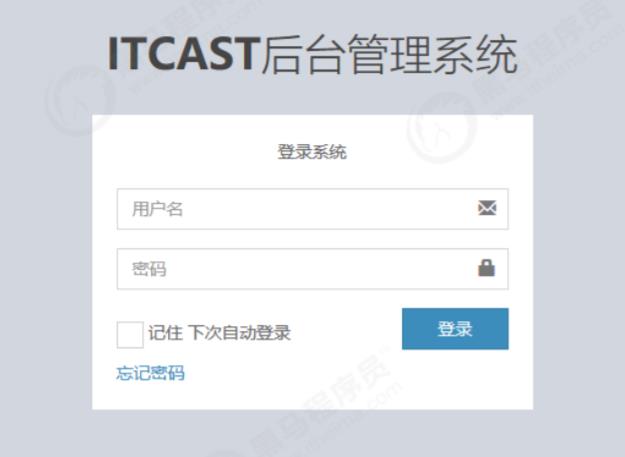 ITCAST后台管理系统
登录系统
用户名
密码
记住 下次自动登录
登录
忘记密码
黑马程序员
www.itheima.com